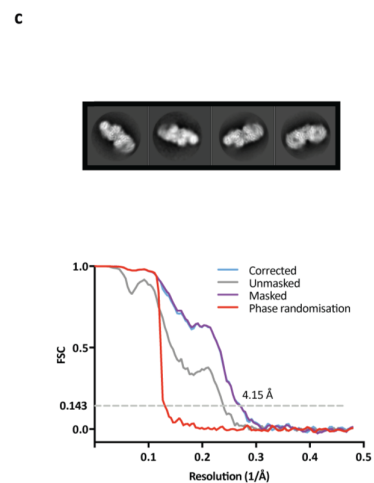 c
Corrected
Unmasked
Masked
Phase randomisation
FSC
1.0
0.5
0.143
0.0
4.15 Å
0.1
0.2
0.3
0.4
0.5
Resolution (1/Å)